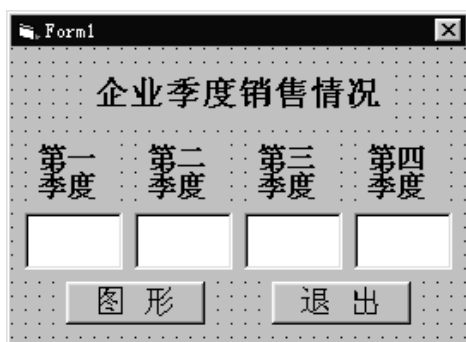 Form1
企业季度销售情况
第一 第二 第三 第四
季度 季度 季度 季度
图 形 退 出